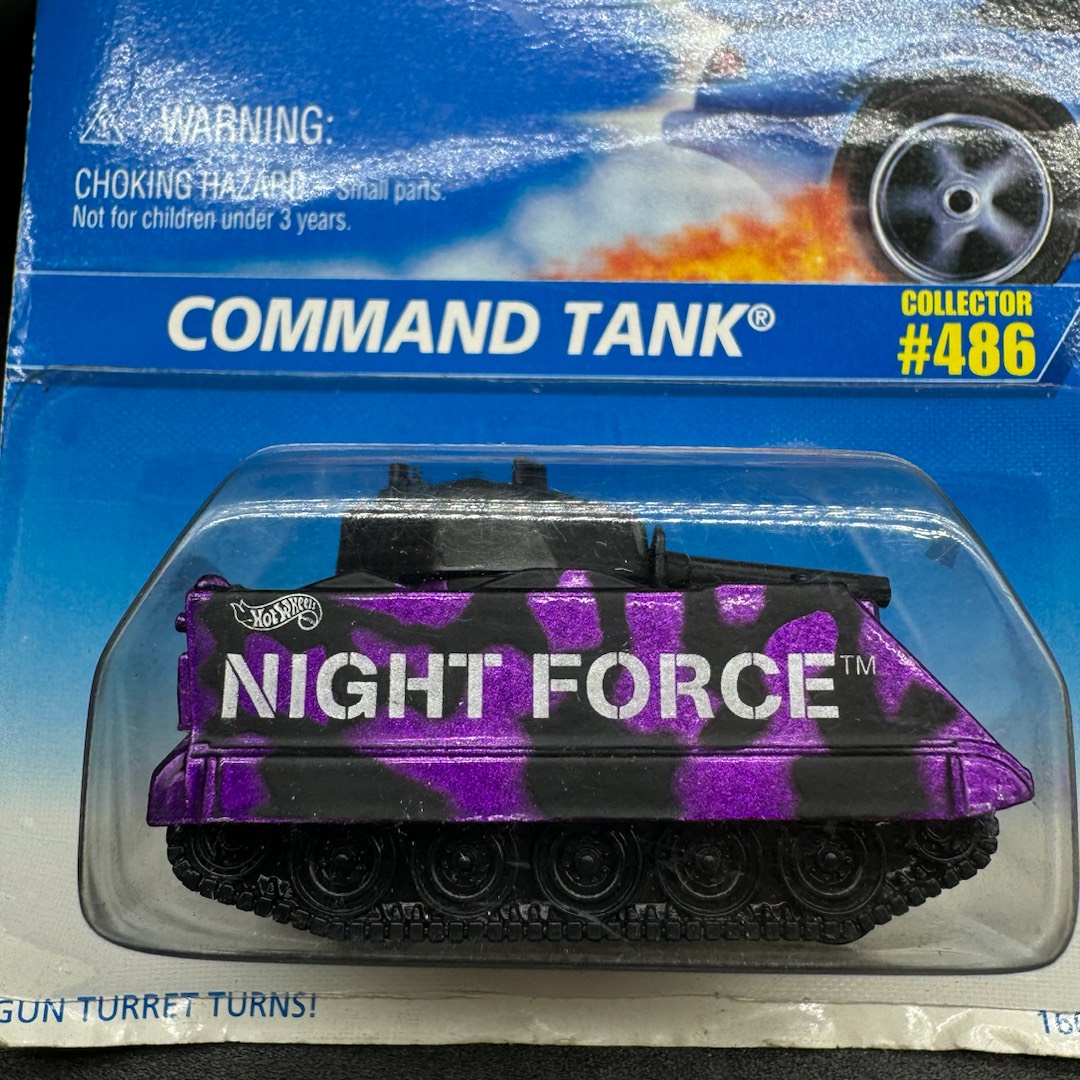 WARNING:
CHOKING HAZARD - Small parts.
Not for children under 3 years.
COMMAND TANK®
COLLECTOR
#486
Hot Wheels
NIGHT FORCE™
GUN TURRET TURNS!